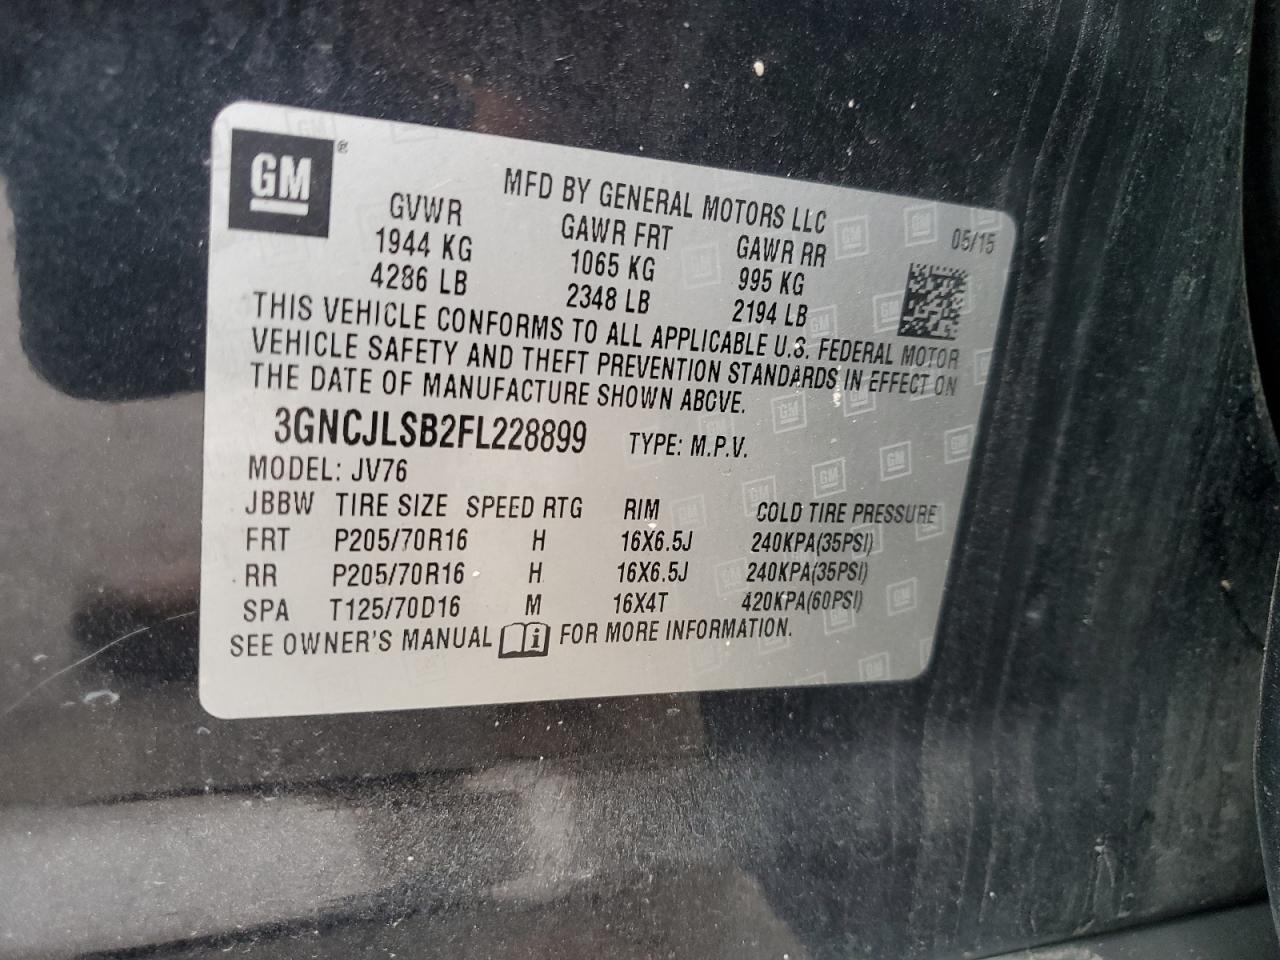 GM ®
MFD BY GENERAL MOTORS LLC
05/15
GVWR GAWR FRT GAWR RR
1944 KG 1065 KG 995 KG
4286 LB 2348 LB 2194 LB
THIS VEHICLE CONFORMS TO ALL APPLICABLE U.S. FEDERAL MOTOR
VEHICLE SAFETY AND THEFT PREVENTION STANDARDS IN EFFECT ON
THE DATE OF MANUFACTURE SHOWN ABOVE.
3GNCJLSB2FL228899 TYPE: M.P.V.
MODEL: JV76
JBBW TIRE SIZE SPEED RTG RIM COLD TIRE PRESSURE
FRT P205/70R16 H 16X6.5J 240KPA(35PSI)
RR P205/70R16 H 16X6.5J 240KPA(35PSI)
SPA T125/70D16 M 16X4T 420KPA(60PSI)
SEE OWNER'S MANUAL i FOR MORE INFORMATION.